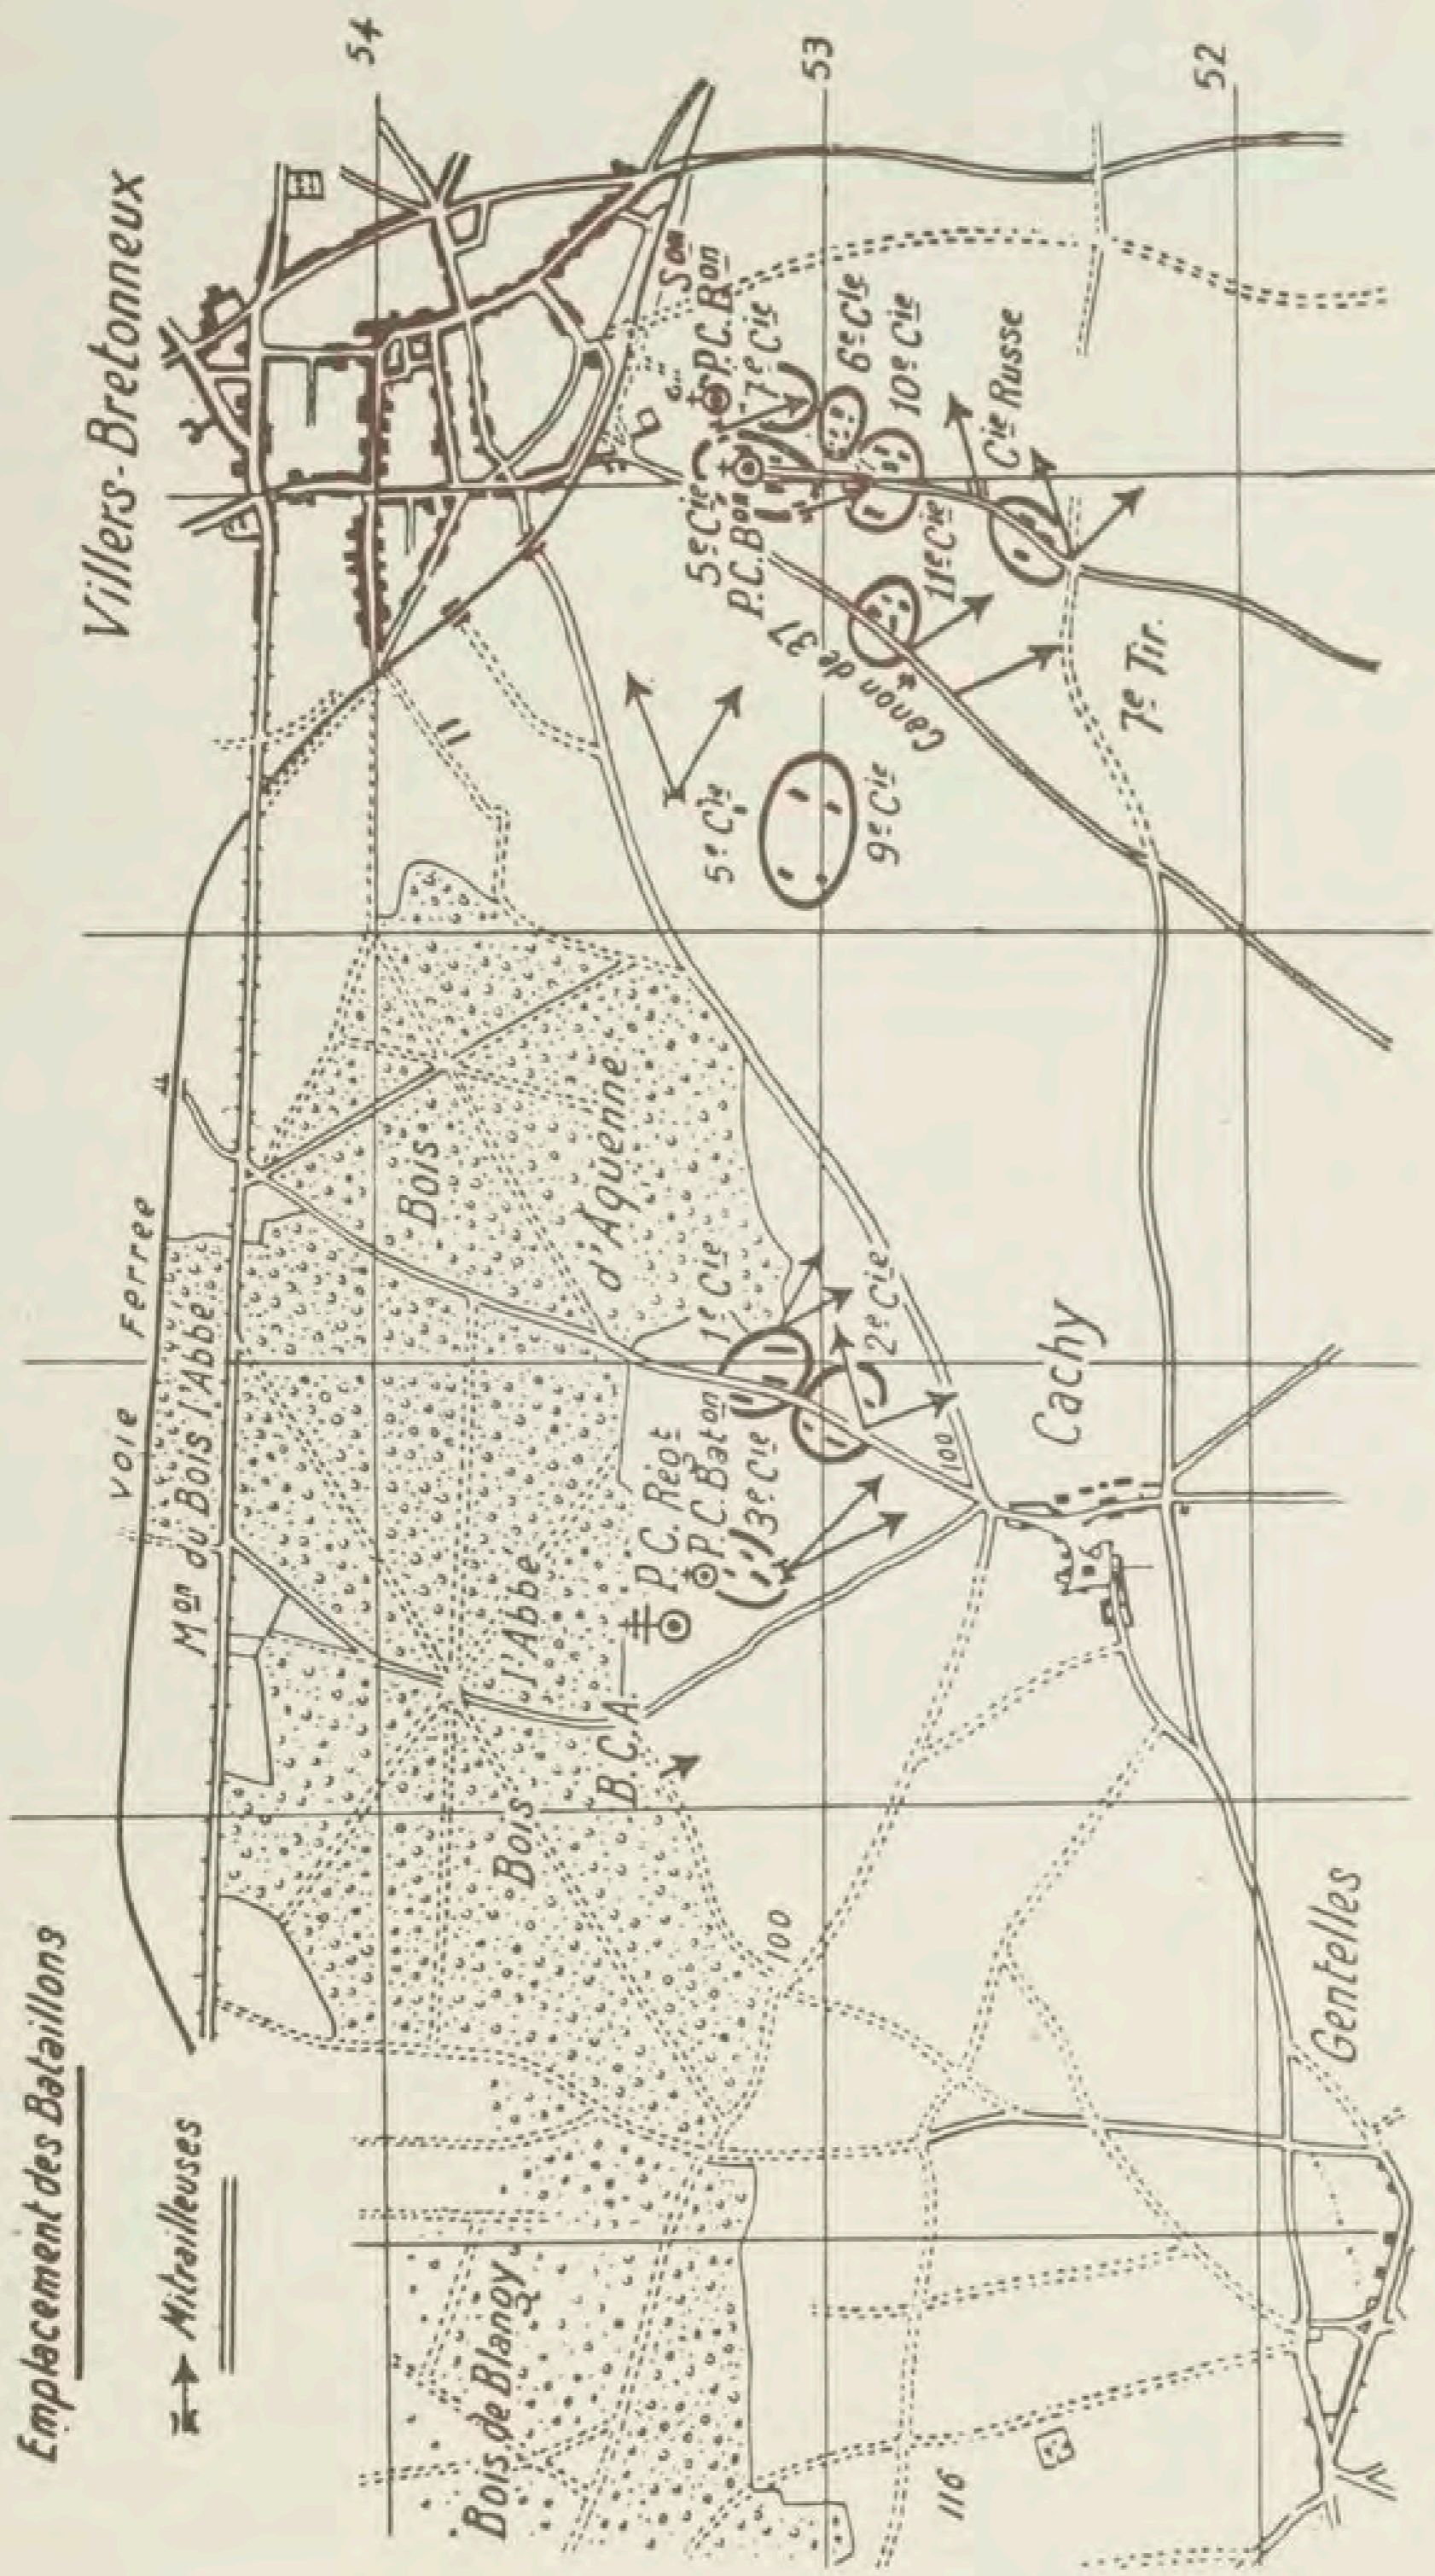 Emplacement des Bataillons
Mitrailleuses
Villers-Bretonneux
54
53
52
Voie Ferrée
Mon du Bois l'Abbé
Bois
d'Aquenne
Bois
l'Abbé
Bois de Blangy
B.C.A.
P.C. Régt
P.C. Baton
3e Cie
1e Cie
2e Cie
100
Cachy
100
116
Gentelles
5e Cie
9e Cie
Canon de 37
7e Tir.
5e Cie
P.C. Bon
Son
P.C. Bon
7e Cie
6e Cie
10e Cie
11e Cie
Cie Russe